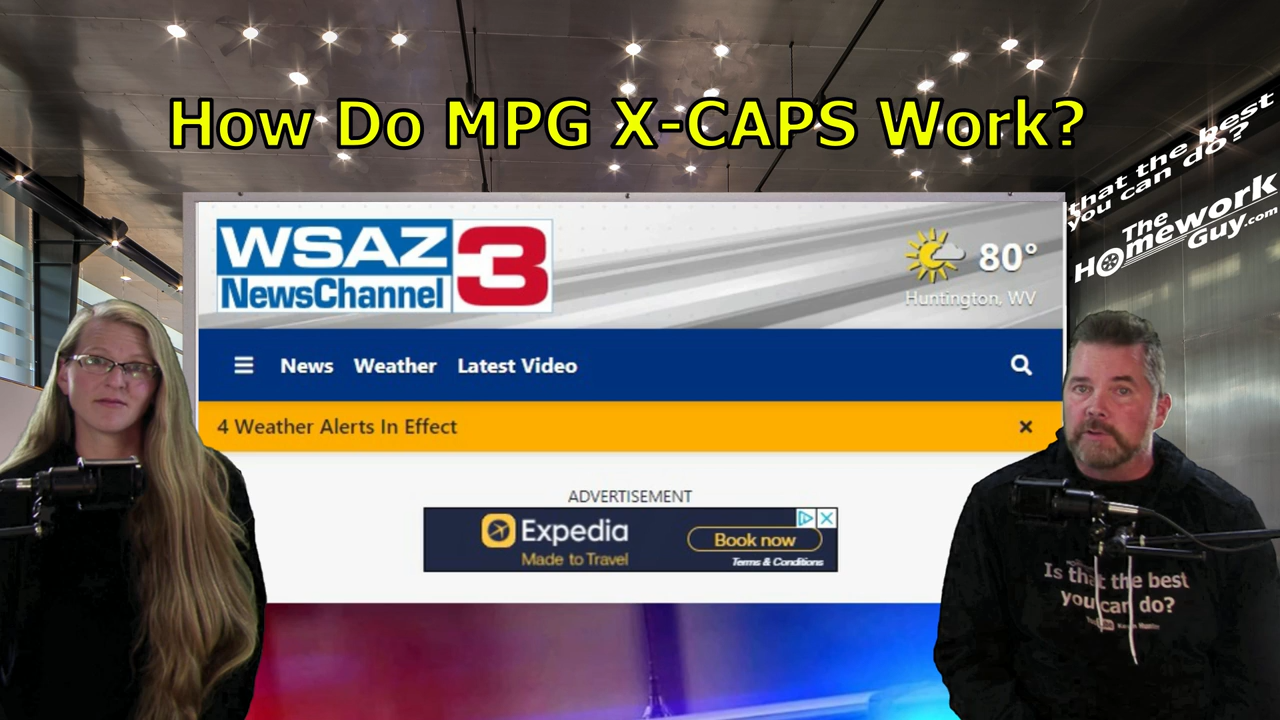 How Do MPG X-CAPS Work?
that the best
you can do?
The
Homework
Guy.com
WSAZ 3
NewsChannel
80°
Huntington, WV
News Weather Latest Video
4 Weather Alerts In Effect
ADVERTISEMENT
Expedia
Made to Travel
Book now
Terms & Conditions
Is that the best
you can do?